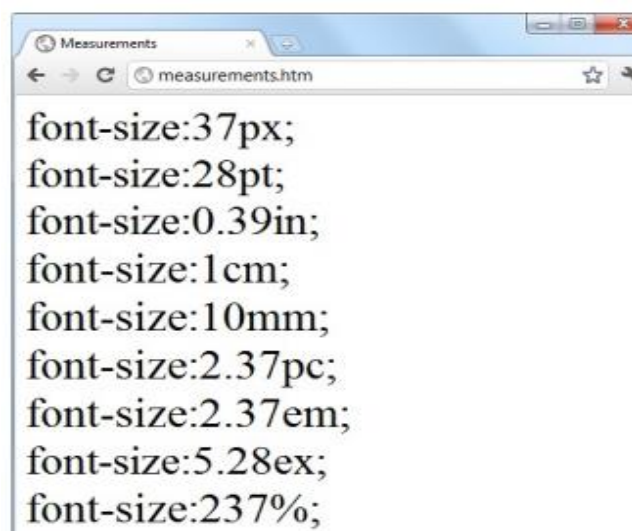 Measurements
measurements.htm
font-size:37px;
font-size:28pt;
font-size:0.39in;
font-size:1cm;
font-size:10mm;
font-size:2.37pc;
font-size:2.37em;
font-size:5.28ex;
font-size:237%;